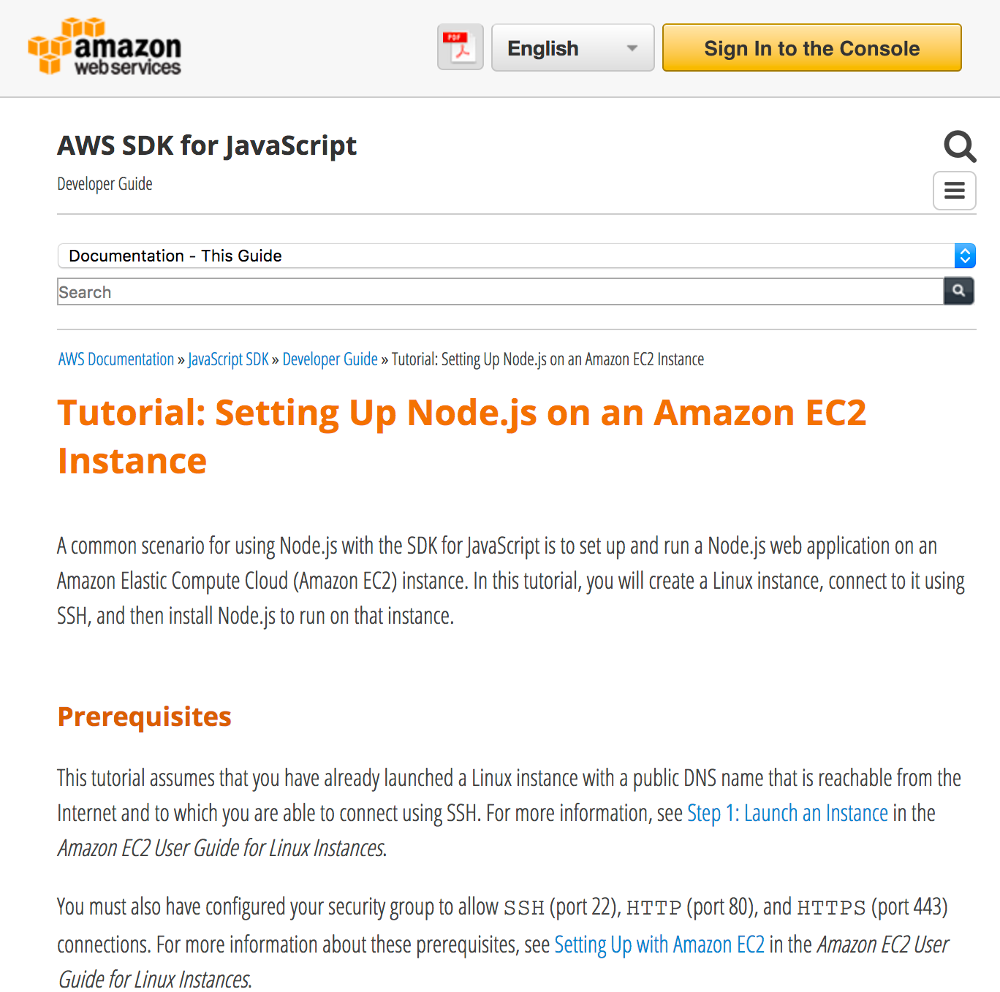 amazon
web services
PDF
English
Sign In to the Console
AWS SDK for JavaScript
Developer Guide
Documentation - This Guide
Search
AWS Documentation » JavaScript SDK » Developer Guide » Tutorial: Setting Up Node.js on an Amazon EC2 Instance
Tutorial: Setting Up Node.js on an Amazon EC2
Instance
A common scenario for using Node.js with the SDK for JavaScript is to set up and run a Node.js web application on an
Amazon Elastic Compute Cloud (Amazon EC2) instance. In this tutorial, you will create a Linux instance, connect to it using
SSH, and then install Node.js to run on that instance.
Prerequisites
This tutorial assumes that you have already launched a Linux instance with a public DNS name that is reachable from the
Internet and to which you are able to connect using SSH. For more information, see Step 1: Launch an Instance in the
Amazon EC2 User Guide for Linux Instances.
You must also have configured your security group to allow SSH (port 22), HTTP (port 80), and HTTPS (port 443)
connections. For more information about these prerequisites, see Setting Up with Amazon EC2 in the Amazon EC2 User
Guide for Linux Instances.